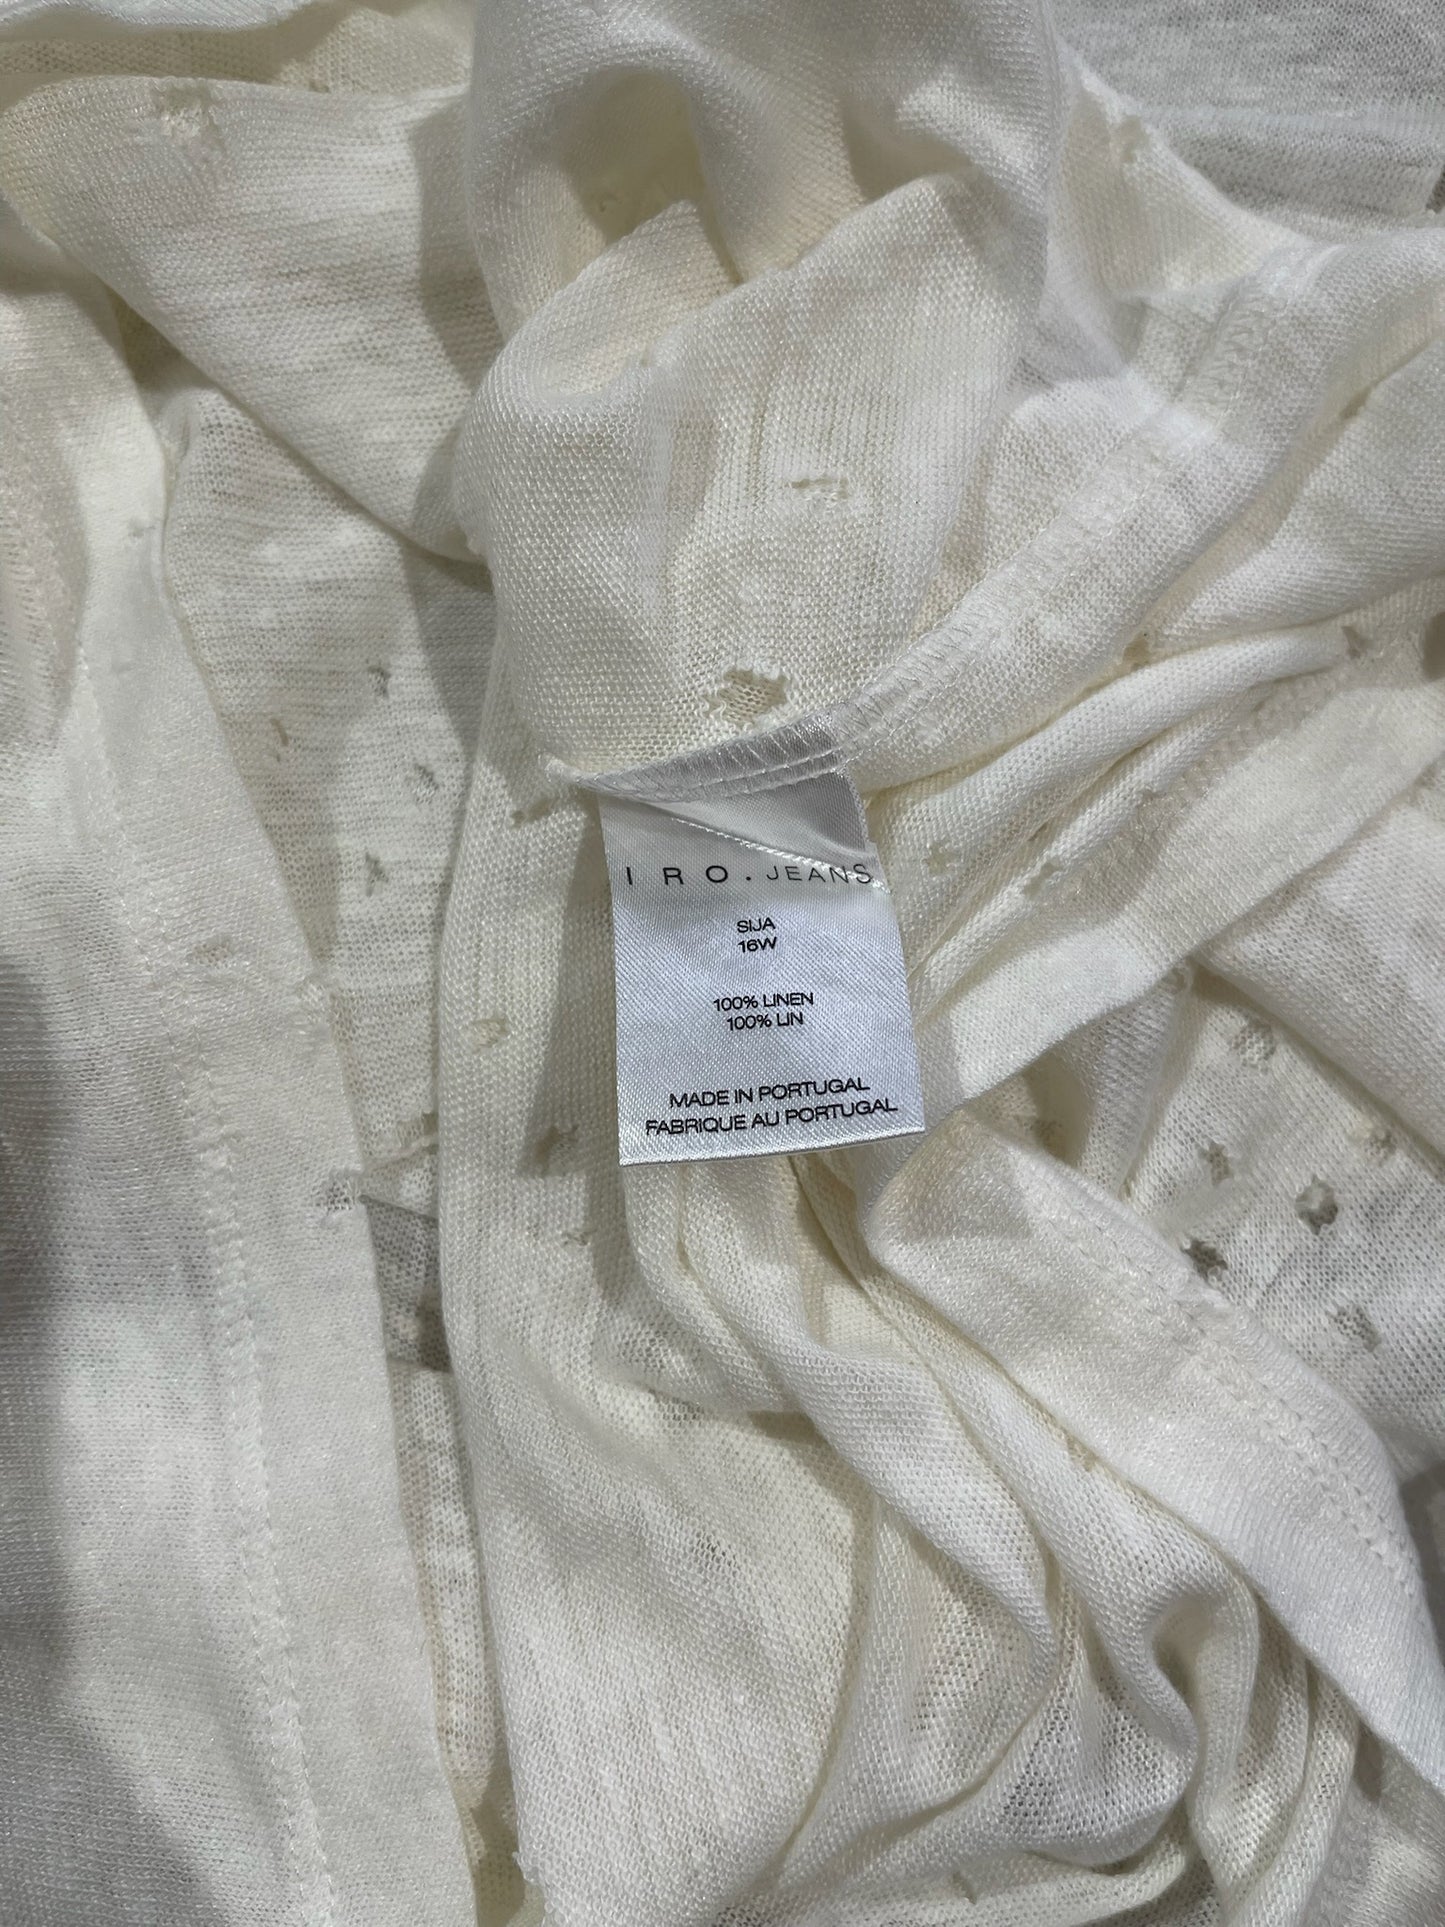 IRO.JEANS
SIJA
16W
100% LINEN
100% LIN
MADE IN PORTUGAL
FABRIQUE AU PORTUGAL